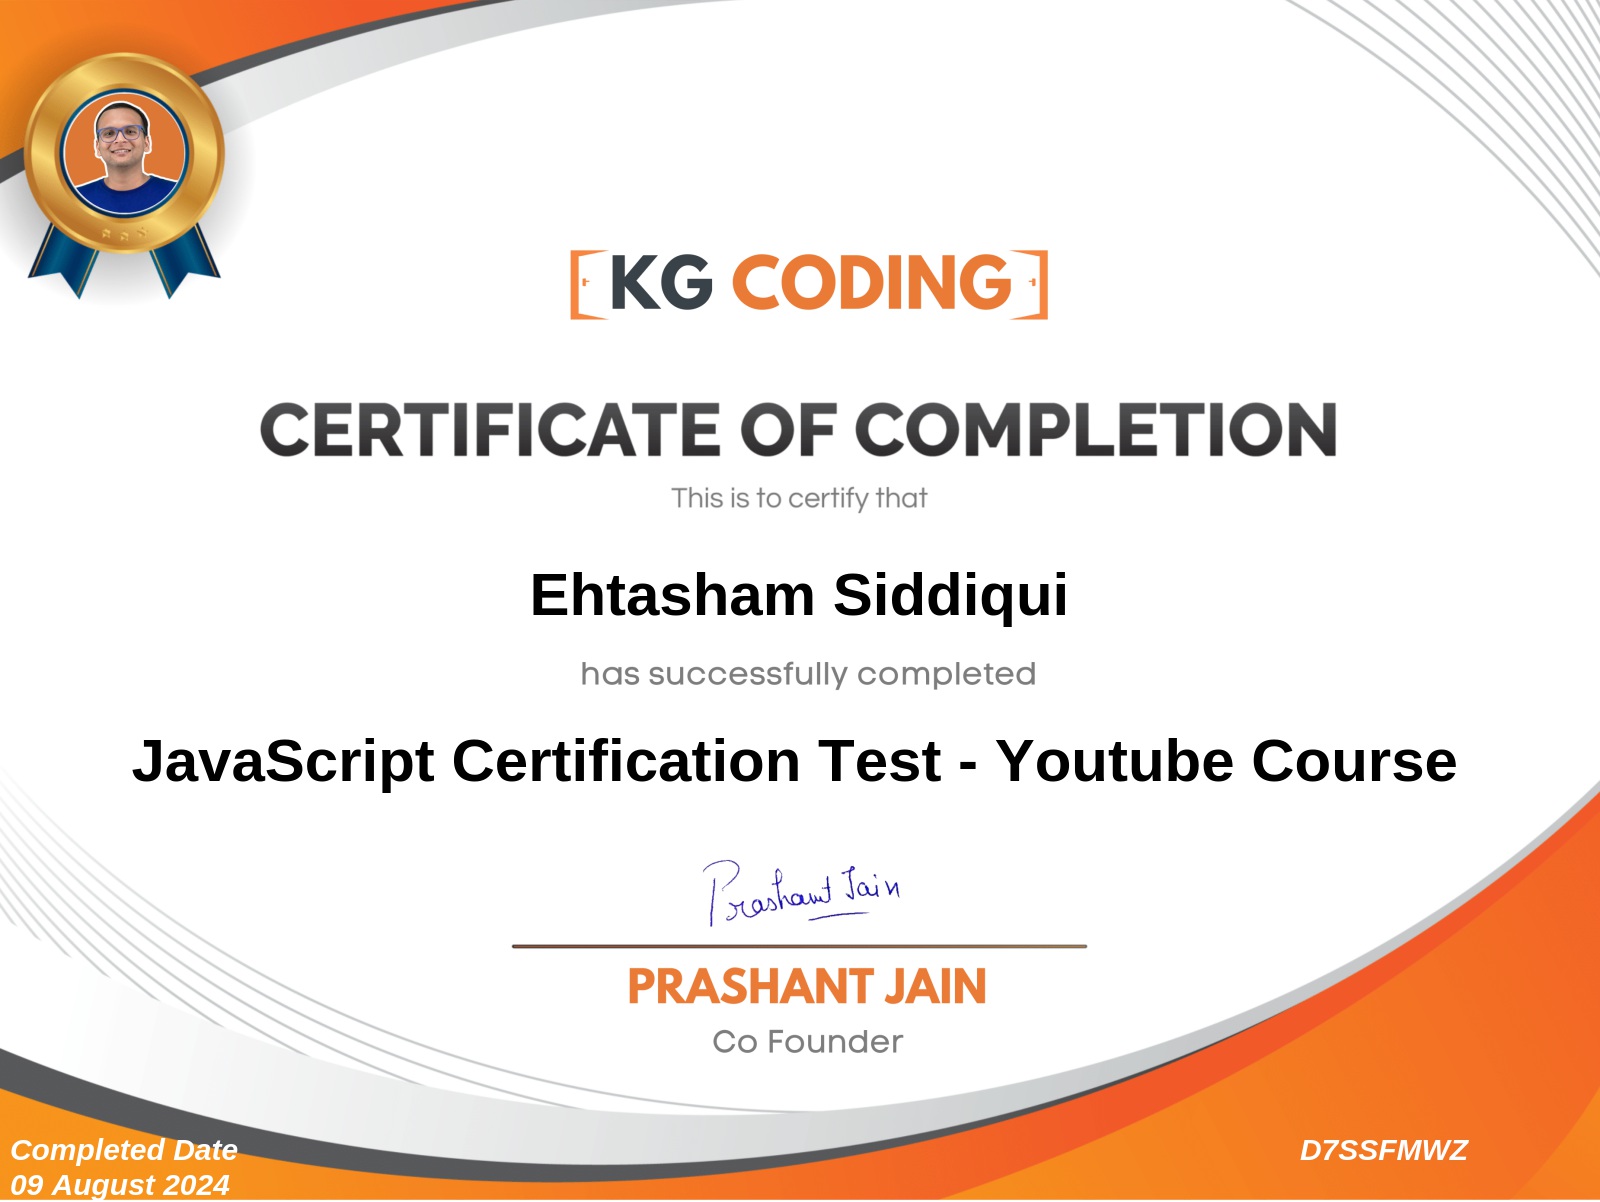 KG CODING
CERTIFICATE OF COMPLETION
This is to certify that
Ehtasham Siddiqui
has successfully completed
JavaScript Certification Test - Youtube Course
Prashant Jain
PRASHANT JAIN
Co Founder
Completed Date
09 August 2024
D7SSFMWZ